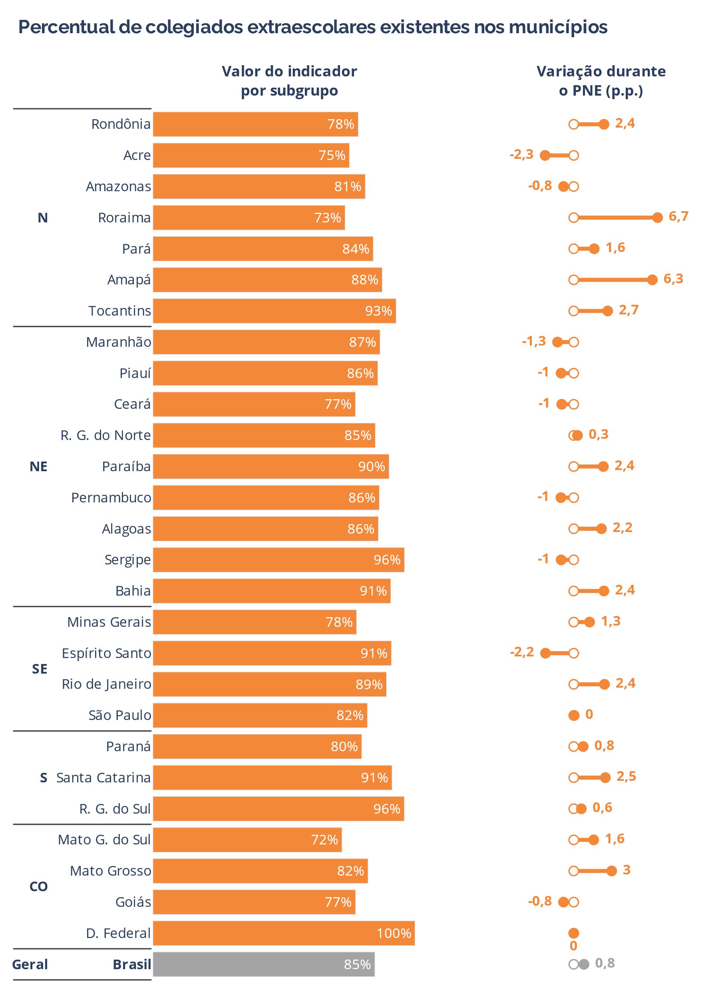 Percentual de colegiados extraescolares existentes nos municípios
Valor do indicador
por subgrupo
Variação durante
o PNE (p.p.)
Rondônia 78% 2,4
Acre 75% -2,3
Amazonas 81% -0,8
N Roraima 73% 6,7
Pará 84% 1,6
Amapá 88% 6,3
Tocantins 93% 2,7
Maranhão 87% -1,3
Piauí 86% -1
Ceará 77% -1
R. G. do Norte 85% 0,3
NE Paraíba 90% 2,4
Pernambuco 86% -1
Alagoas 86% 2,2
Sergipe 96% -1
Bahia 91% 2,4
Minas Gerais 78% 1,3
Espírito Santo 91% -2,2
SE
Rio de Janeiro 89% 2,4
São Paulo 82% 0
Paraná 80% 0,8
S Santa Catarina 91% 2,5
R. G. do Sul 96% 0,6
Mato G. do Sul 72% 1,6
Mato Grosso 82% 3
CO
Goiás 77% -0,8
D. Federal 100% 0
Geral Brasil 85% 0,8